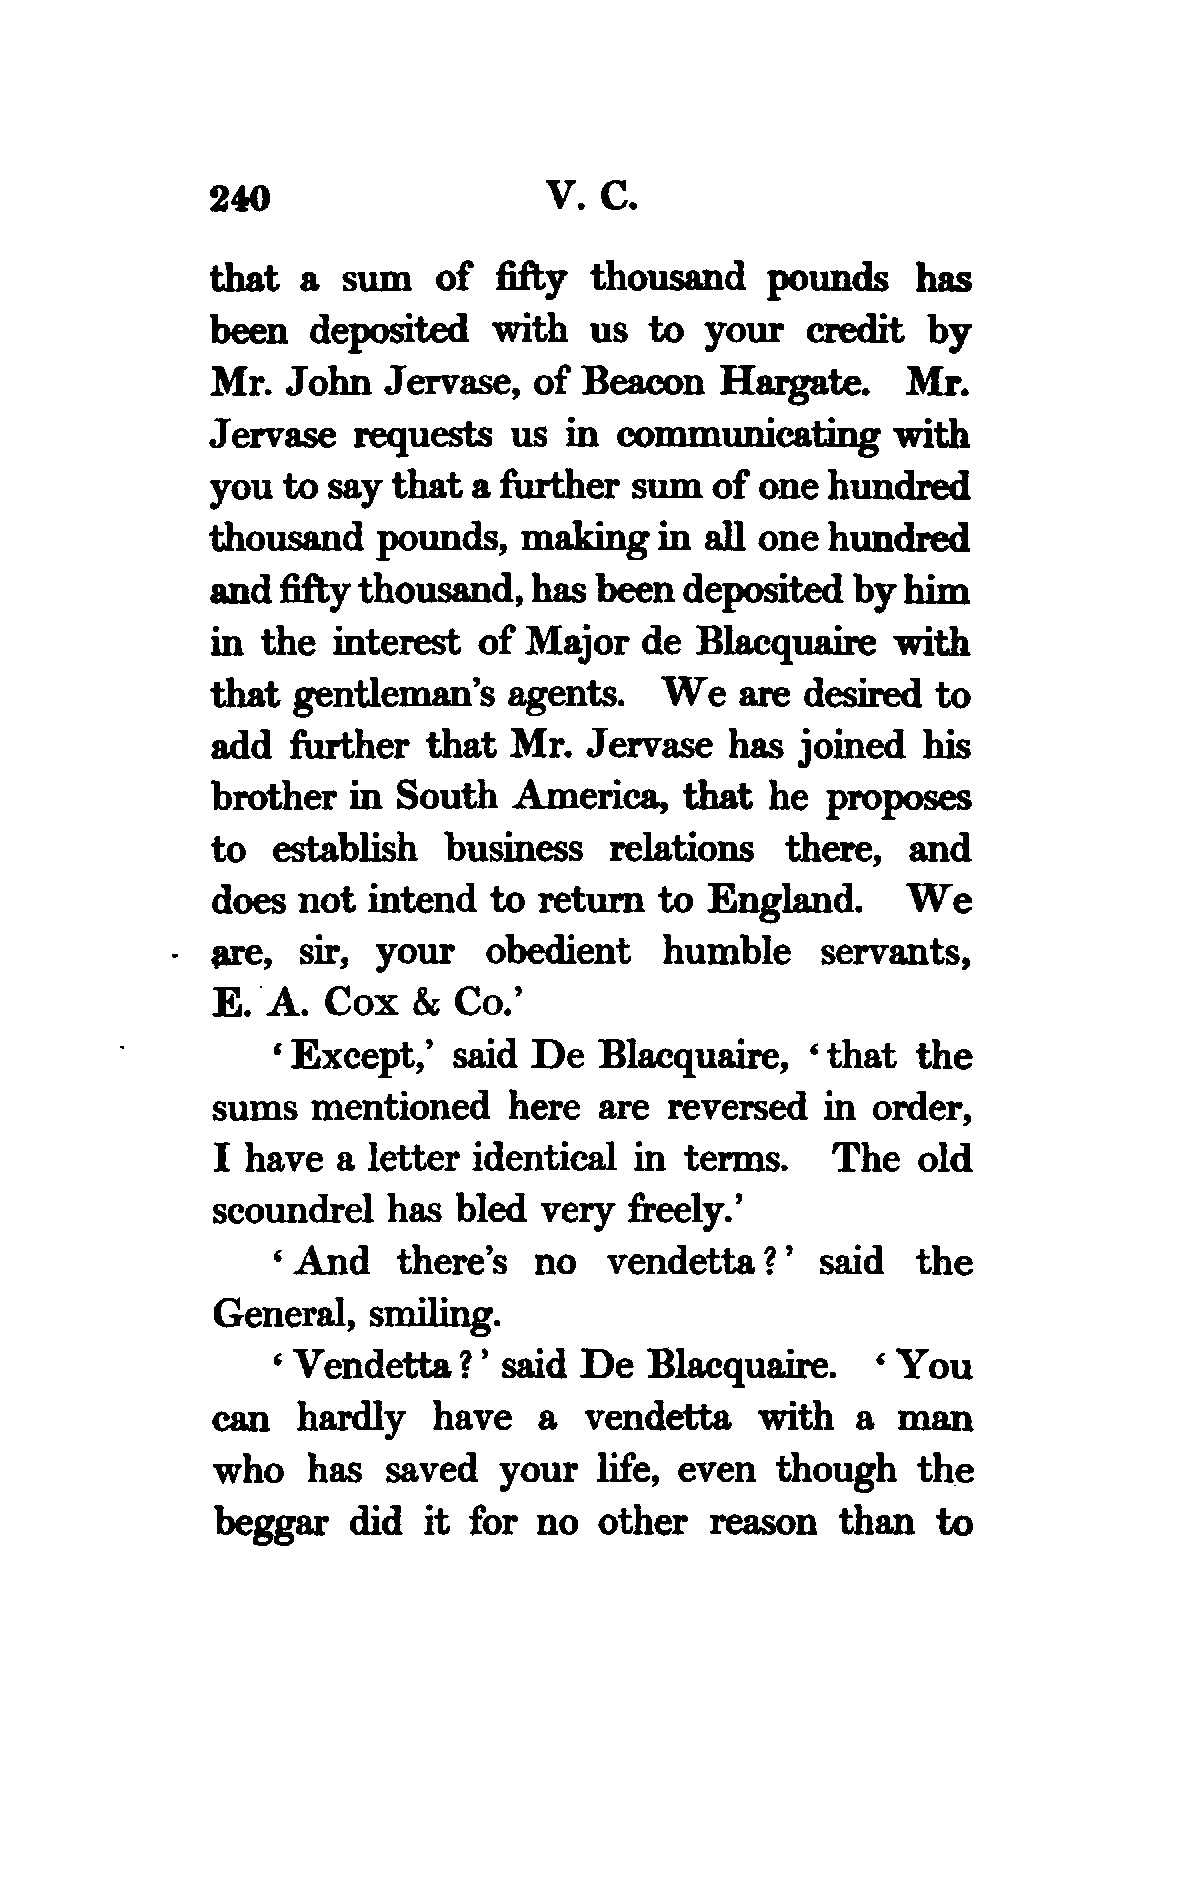 240 V. C.
that a sum of fifty thousand pounds has
been deposited with us to your credit by
Mr. John Jervase, of Beacon Hargate. Mr.
Jervase requests us in communicating with
you to say that a further sum of one hundred
thousand pounds, making in all one hundred
and fifty thousand, has been deposited by him
in the interest of Major de Blacquaire with
that gentleman's agents. We are desired to
add further that Mr. Jervase has joined his
brother in South America, that he proposes
to establish business relations there, and
does not intend to return to England. We
are, sir, your obedient humble servants,
E. A. Cox & Co.'
‘Except,’ said De Blacquaire, ‘that the
sums mentioned here are reversed in order,
I have a letter identical in terms. The old
scoundrel has bled very freely.’
‘And there's no vendetta?’ said the
General, smiling.
‘Vendetta?’ said De Blacquaire. ‘You
can hardly have a vendetta with a man
who has saved your life, even though the
beggar did it for no other reason than to